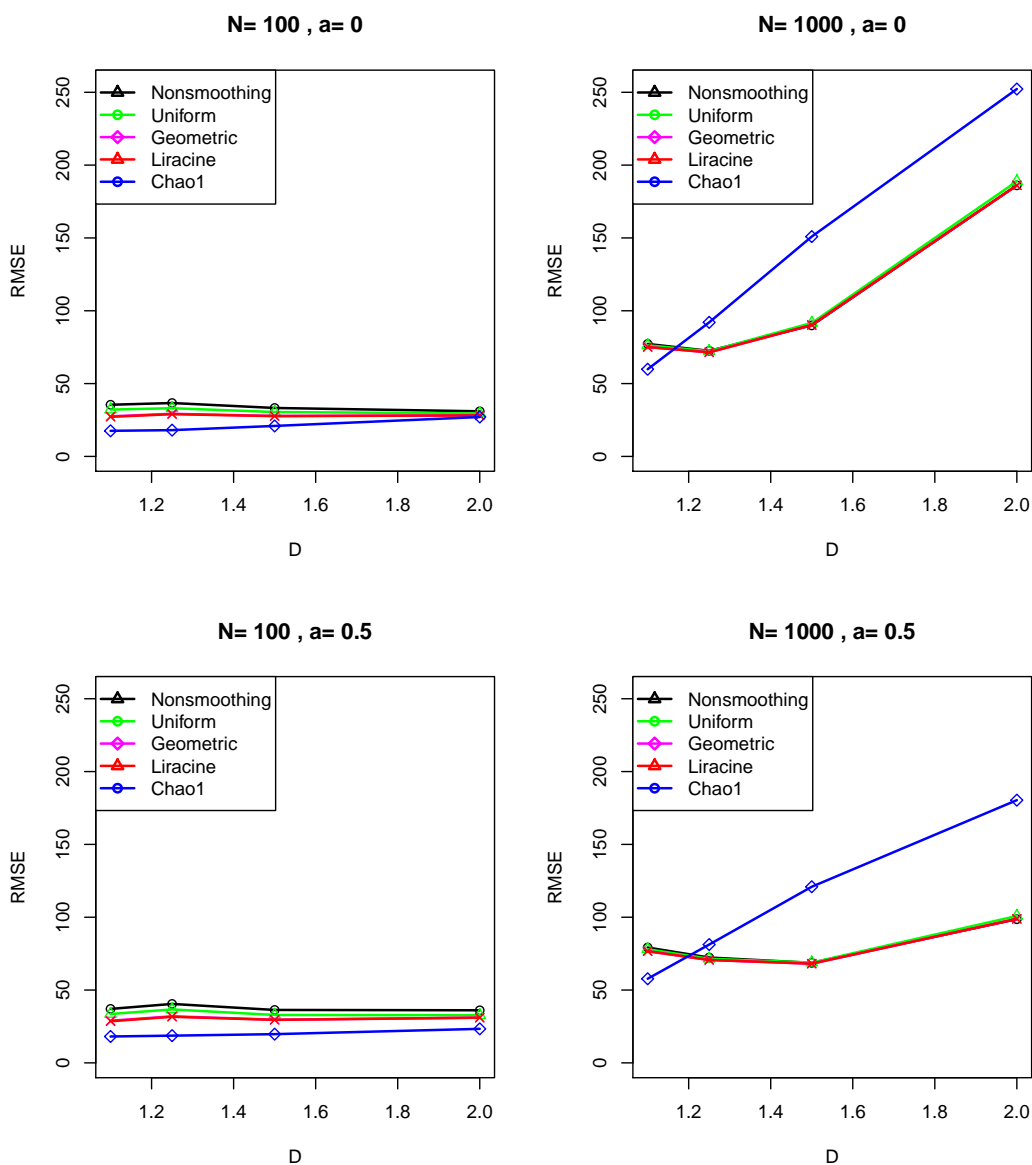 N= 100 , a= 0
RMSE
0
50
100
150
200
250
Nonsmoothing
Uniform
Geometric
Liracine
Chao1
1.2
1.4
1.6
1.8
2.0
D
N= 1000 , a= 0
RMSE
0
50
100
150
200
250
Nonsmoothing
Uniform
Geometric
Liracine
Chao1
1.2
1.4
1.6
1.8
2.0
D
N= 100 , a= 0.5
RMSE
0
50
100
150
200
250
Nonsmoothing
Uniform
Geometric
Liracine
Chao1
1.2
1.4
1.6
1.8
2.0
D
N= 1000 , a= 0.5
RMSE
0
50
100
150
200
250
Nonsmoothing
Uniform
Geometric
Liracine
Chao1
1.2
1.4
1.6
1.8
2.0
D